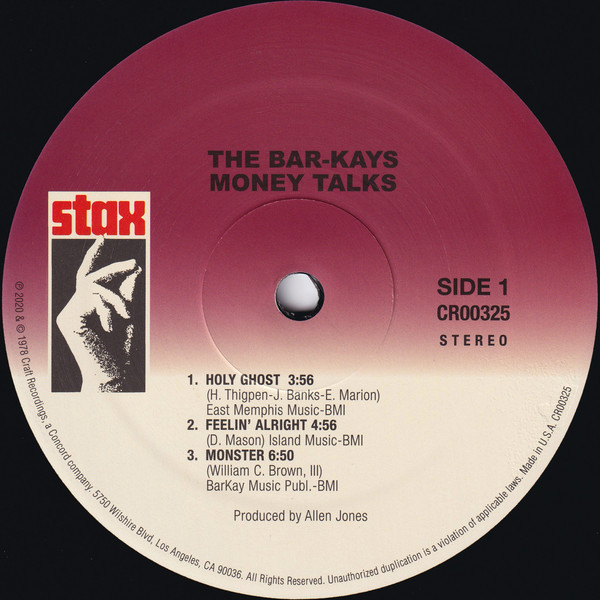 THE BAR-KAYS
MONEY TALKS
stax
SIDE 1
CR00325
STEREO
1. HOLY GHOST 3:56
(H. Thigpen-J. Banks-E. Marion)
East Memphis Music-BMI
2. FEELIN' ALRIGHT 4:56
(D. Mason) Island Music-BMI
3. MONSTER 6:50
(William C. Brown, III)
BarKay Music Publ.-BMI
Produced by Allen Jones
℗ 2020 & © 1978 Craft Recordings, a Concord company. 5750 Wilshire Blvd. Los Angeles, CA 90036. All Rights Reserved. Unauthorized duplication is a violation of applicable laws. Made in U.S.A. CR00325